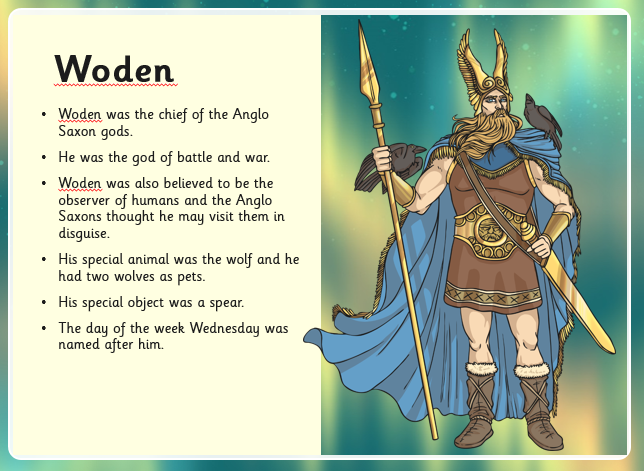 Woden
• Woden was the chief of the Anglo
Saxon gods.
• He was the god of battle and war.
• Woden was also believed to be the
observer of humans and the Anglo
Saxons thought he may visit them in
disguise.
• His special animal was the wolf and he
had two wolves as pets.
• His special object was a spear.
• The day of the week Wednesday was
named after him.